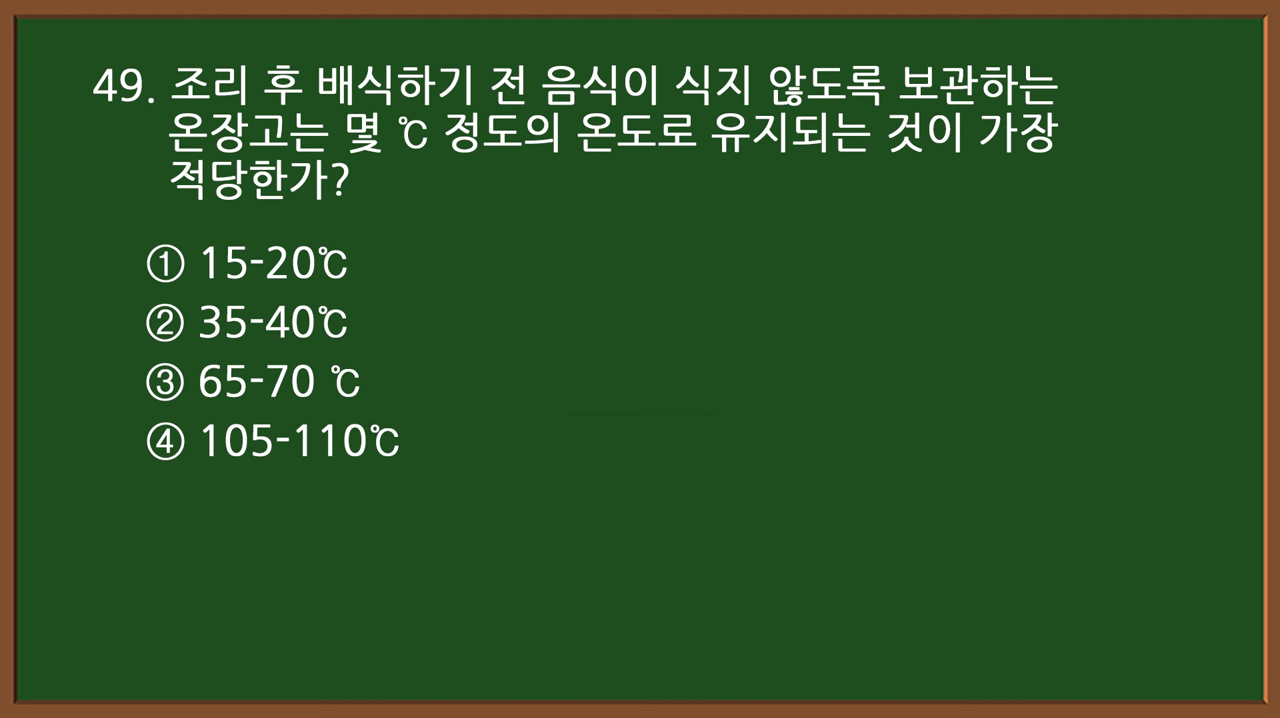 49. 조리 후 배식하기 전 음식이 식지 않도록 보관하는
온장고는 몇 ℃ 정도의 온도로 유지되는 것이 가장
적당한가?
① 15-20℃
② 35-40℃
③ 65-70 ℃
④ 105-110℃